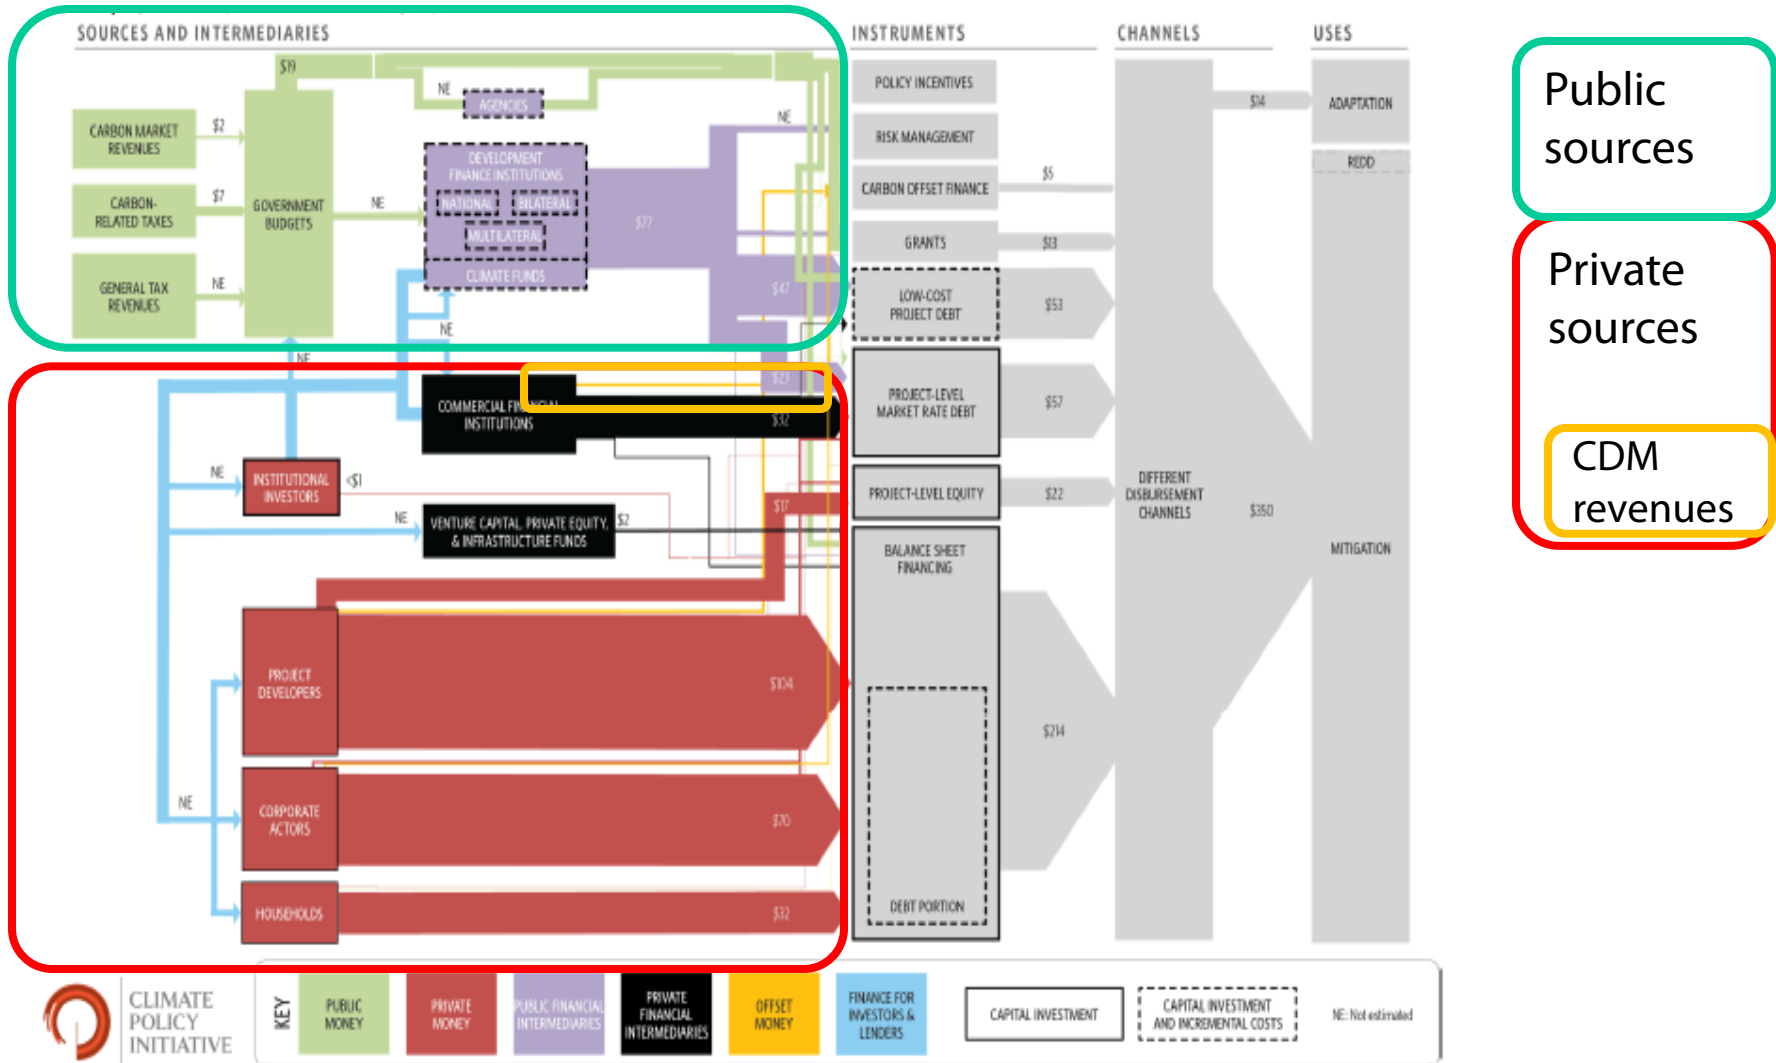 SOURCES AND INTERMEDIARIES
INSTRUMENTS
CHANNELS
USES
$19
NE
AGENCIES
CARBON MARKET
REVENUES
$2
CARBON-
RELATED TAXES
$7
GENERAL TAX
REVENUES
NE
GOVERNMENT
BUDGETS
NE
DEVELOPMENT
FINANCE INSTITUTIONS
NATIONAL
BILATERAL
MULTILATERAL
CLIMATE FUNDS
$77
NE
$47
NE
NE
$23
COMMERCIAL FINANCIAL
INSTITUTIONS
$32
NE
INSTITUTIONAL
INVESTORS
<$1
NE
VENTURE CAPITAL, PRIVATE EQUITY,
& INFRASTRUCTURE FUNDS
$2
$17
PROJECT
DEVELOPERS
$104
NE
CORPORATE
ACTORS
$70
HOUSEHOLDS
$32
POLICY INCENTIVES
RISK MANAGEMENT
CARBON OFFSET FINANCE
$5
GRANTS
$13
LOW-COST
PROJECT DEBT
$53
PROJECT-LEVEL
MARKET RATE DEBT
$57
PROJECT-LEVEL EQUITY
$22
BALANCE SHEET
FINANCING
$214
DEBT PORTION
DIFFERENT
DISBURSEMENT
CHANNELS
$14
$350
ADAPTATION
REDD
MITIGATION
Public
sources
Private
sources
CDM
revenues
CLIMATE
POLICY
INITIATIVE
KEY
PUBLIC
MONEY
PRIVATE
MONEY
PUBLIC FINANCIAL
INTERMEDIARIES
PRIVATE
FINANCIAL
INTERMEDIARIES
OFFSET
MONEY
FINANCE FOR
INVESTORS &
LENDERS
CAPITAL INVESTMENT
CAPITAL INVESTMENT
AND INCREMENTAL COSTS
NE: Not estimated